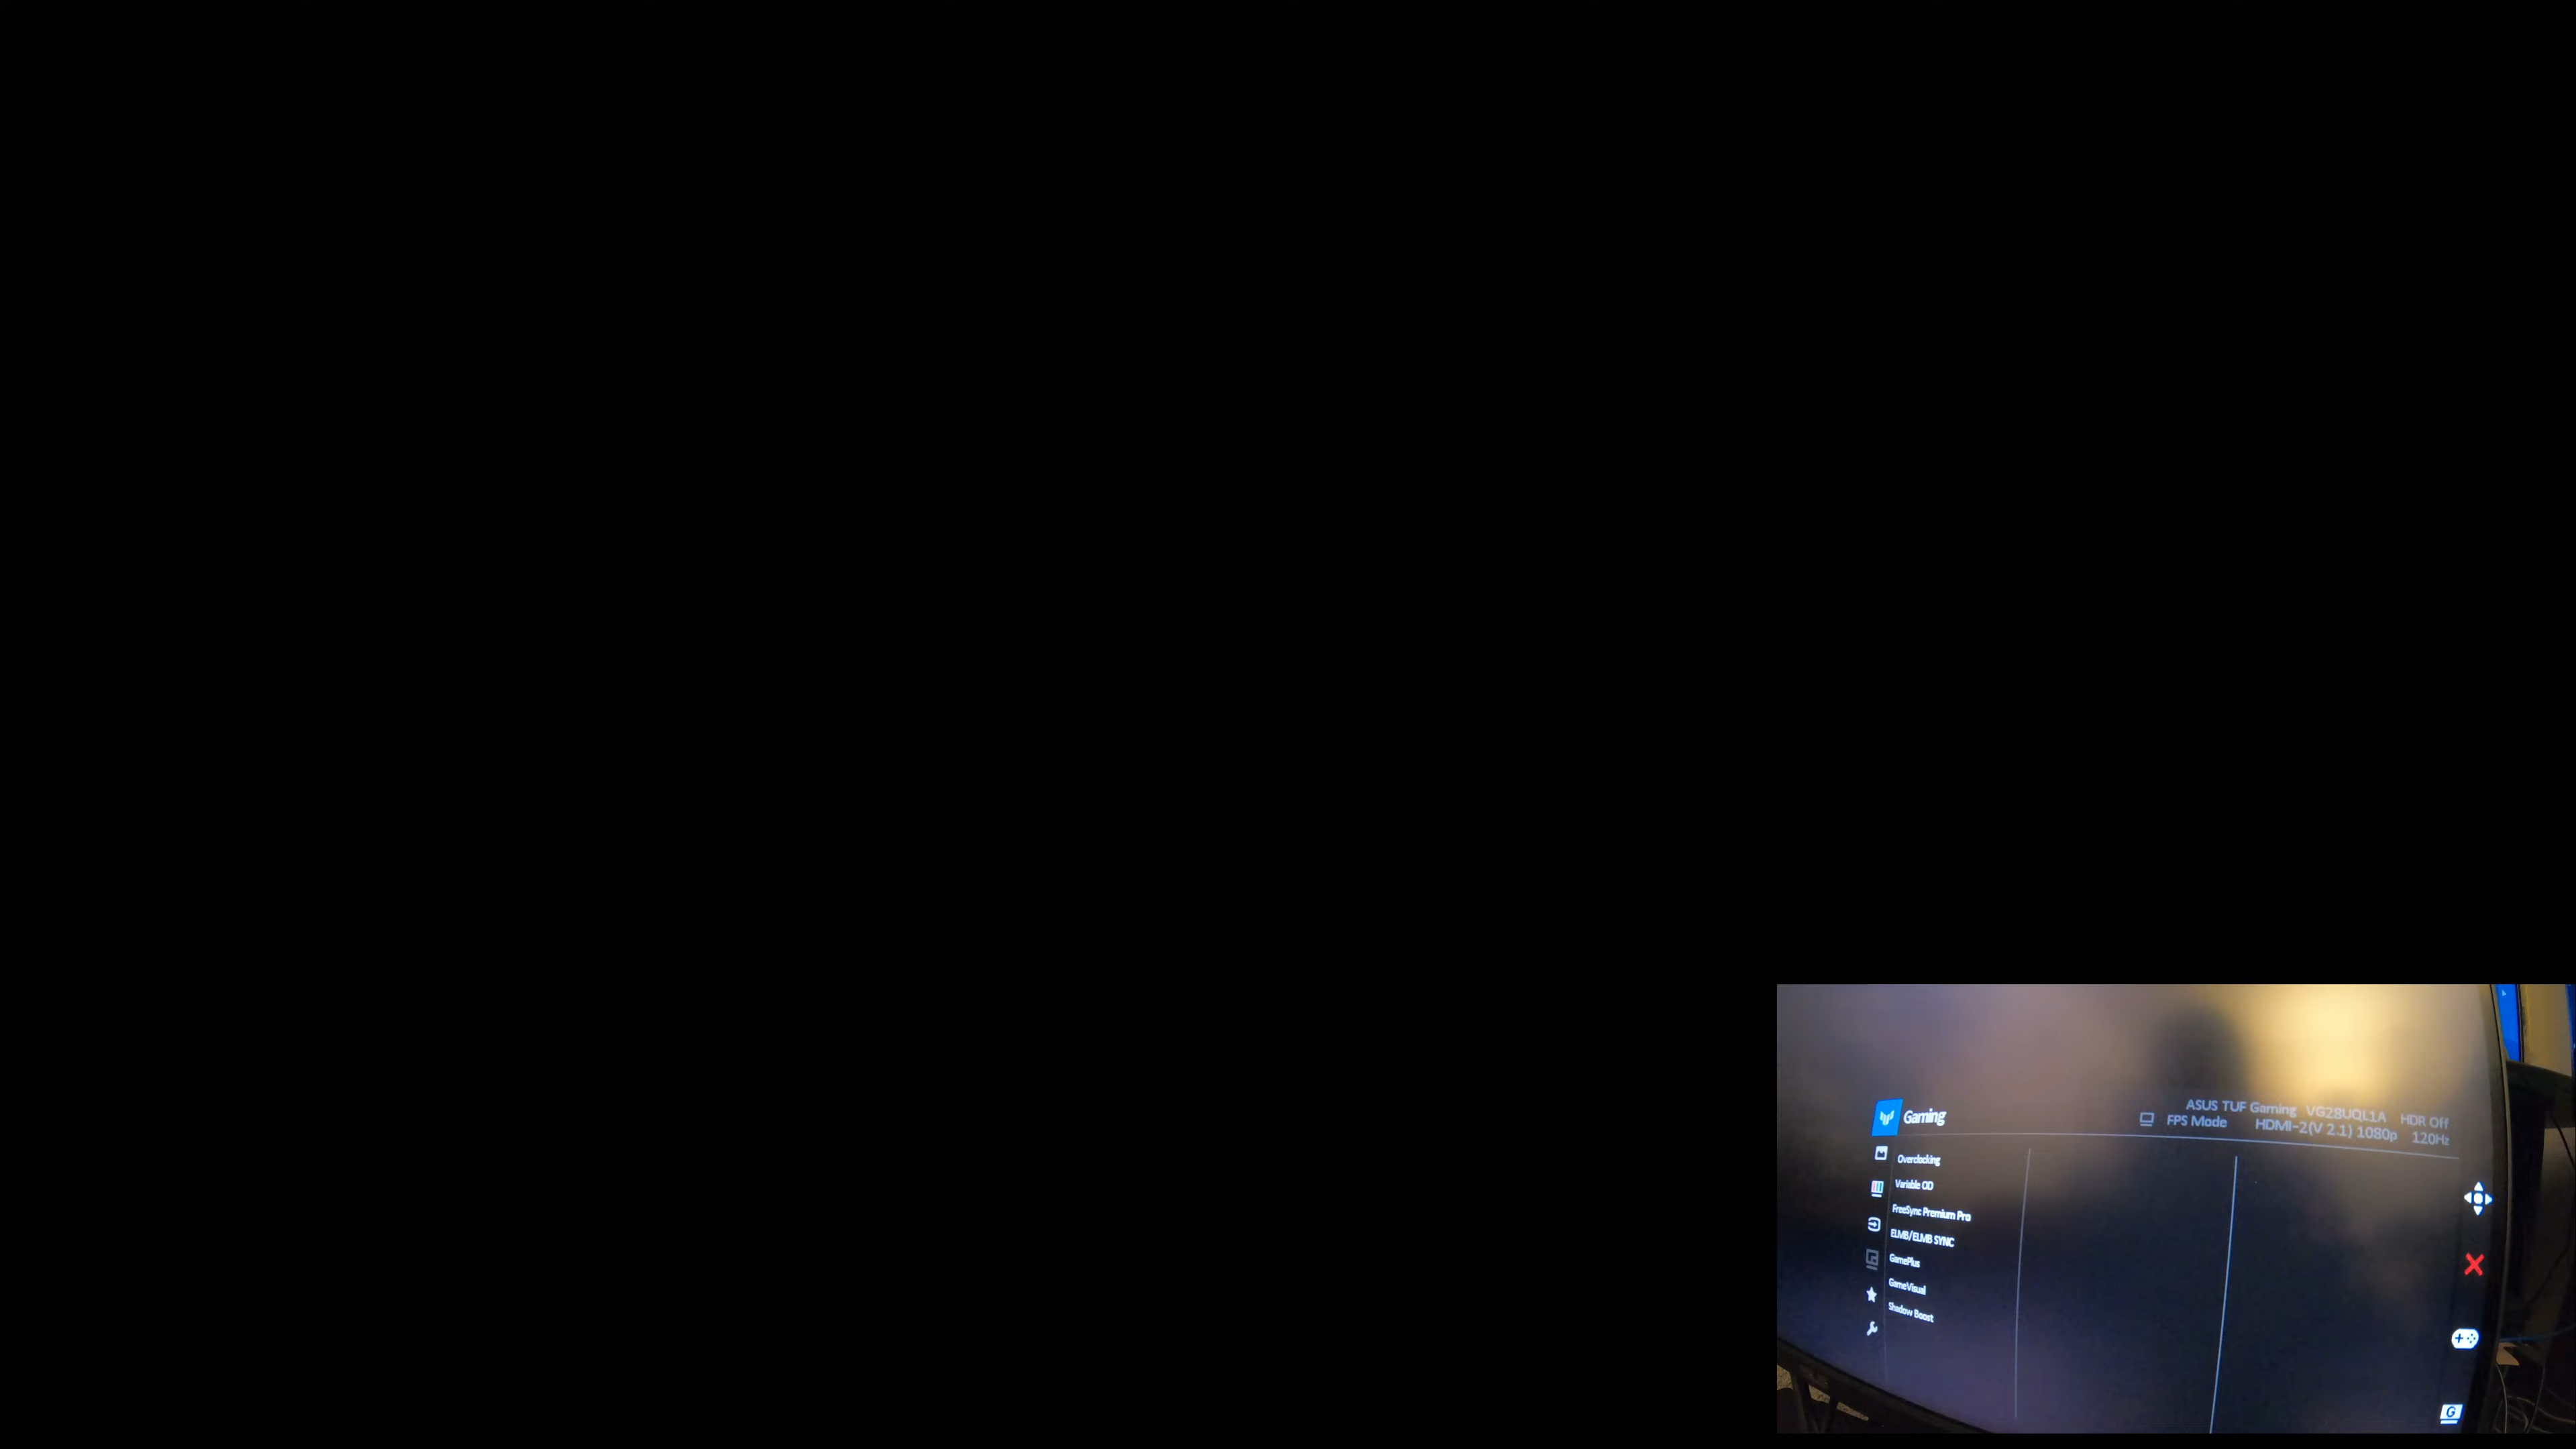 Gaming
ASUS TUF Gaming VG28UQL1A HDR Off
FPS Mode HDMI-2(V 2.1) 1080p 120Hz
Overclocking
Variable OD
FreeSync Premium Pro
ELMB/ELMB SYNC
GamePlus
GameVisual
Shadow Boost
G